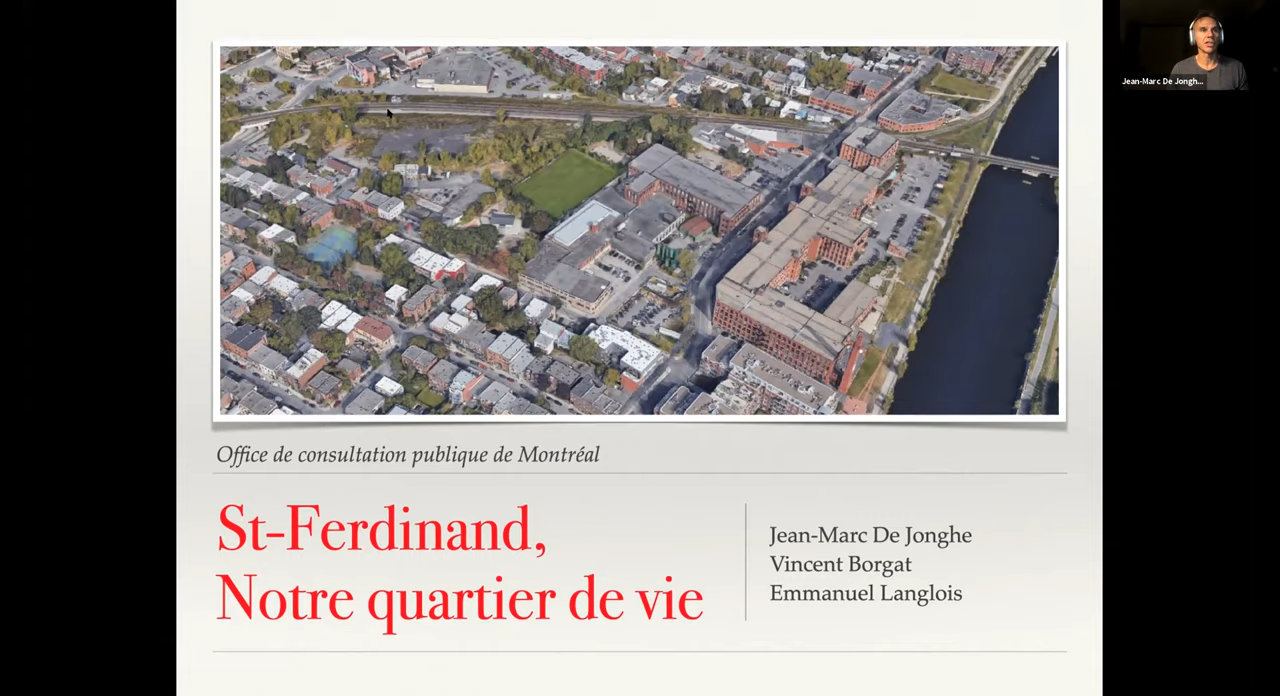 Jean-Marc De Jongh...
Office de consultation publique de Montréal
St-Ferdinand,
Notre quartier de vie
Jean-Marc De Jonghe
Vincent Borgat
Emmanuel Langlois